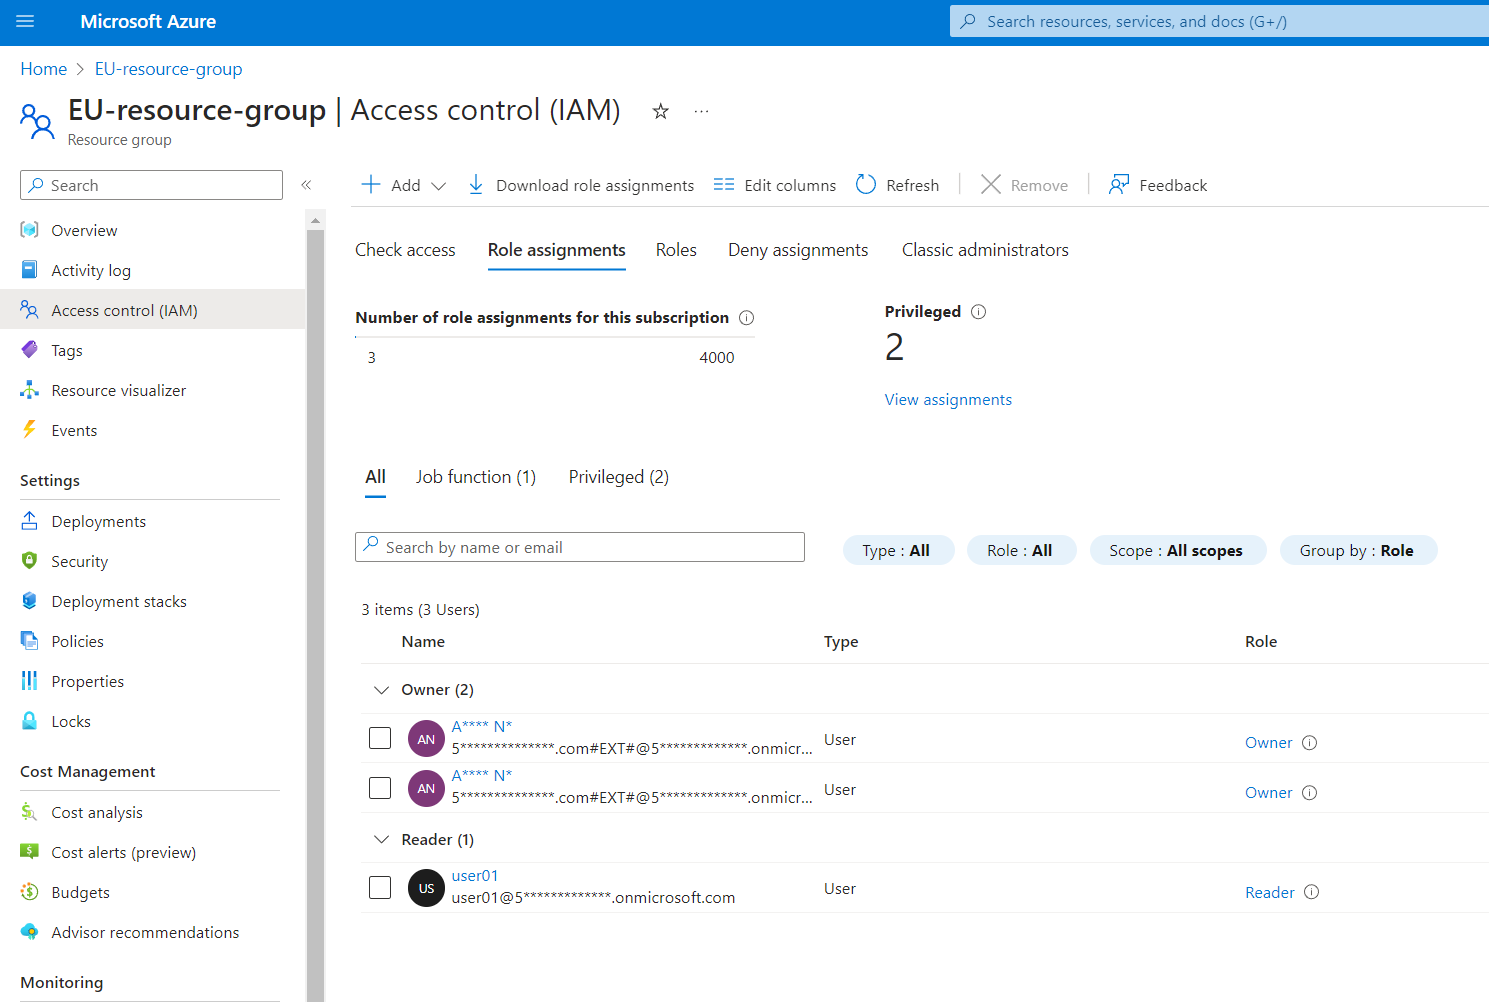 Microsoft Azure
Search resources, services, and docs (G+/)
Home > EU-resource-group
EU-resource-group | Access control (IAM)
Resource group
Search
Add
Download role assignments
Edit columns
Refresh
Remove
Feedback
Overview
Activity log
Access control (IAM)
Tags
Resource visualizer
Events
Settings
Deployments
Security
Deployment stacks
Policies
Properties
Locks
Cost Management
Cost analysis
Cost alerts (preview)
Budgets
Advisor recommendations
Monitoring
Check access
Role assignments
Roles
Deny assignments
Classic administrators
Number of role assignments for this subscription
3
4000
Privileged
2
View assignments
All
Job function (1)
Privileged (2)
Search by name or email
Type : All
Role : All
Scope : All scopes
Group by : Role
3 items (3 Users)
Name
Type
Role
Owner (2)
AN
A**** N*
5**************.com#EXT#@5*************.onmicr...
User
Owner
AN
A**** N*
5**************.com#EXT#@5*************.onmicr...
User
Owner
Reader (1)
US
user01
user01@5*************.onmicrosoft.com
User
Reader